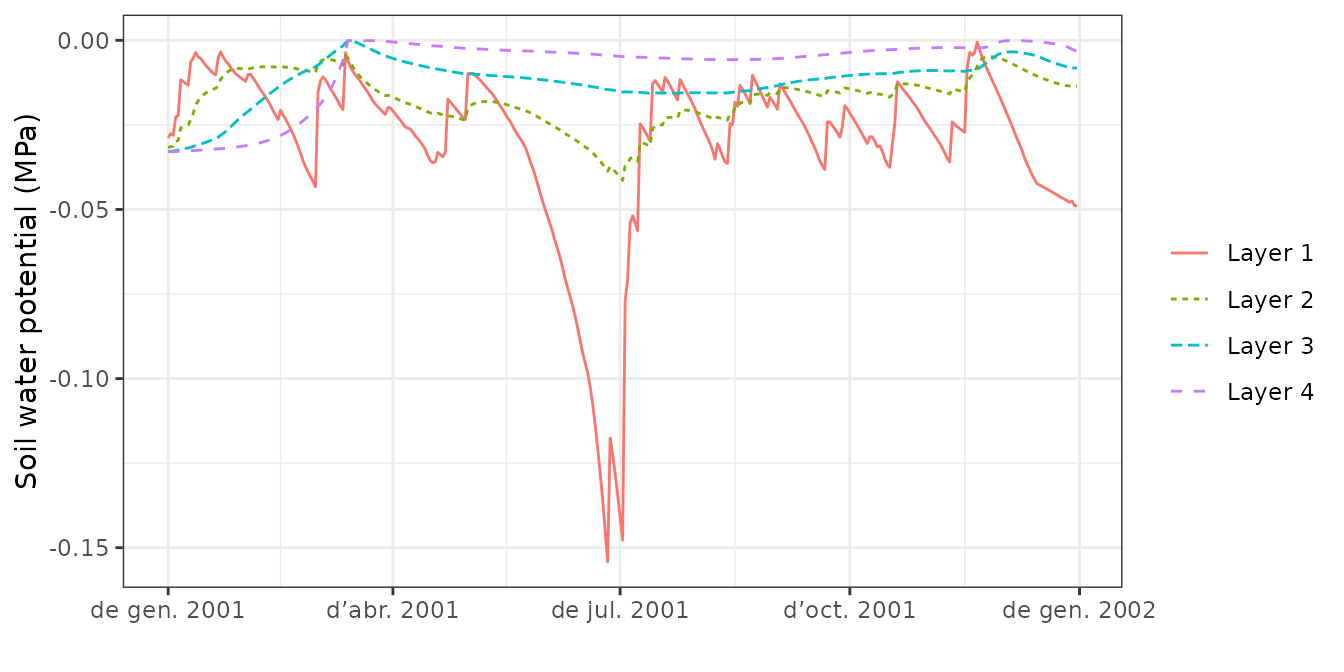 Soil water potential (MPa)
0.00
-0.05
-0.10
-0.15
de gen. 2001
d’abr. 2001
de jul. 2001
d’oct. 2001
de gen. 2002
Layer 1
Layer 2
Layer 3
Layer 4